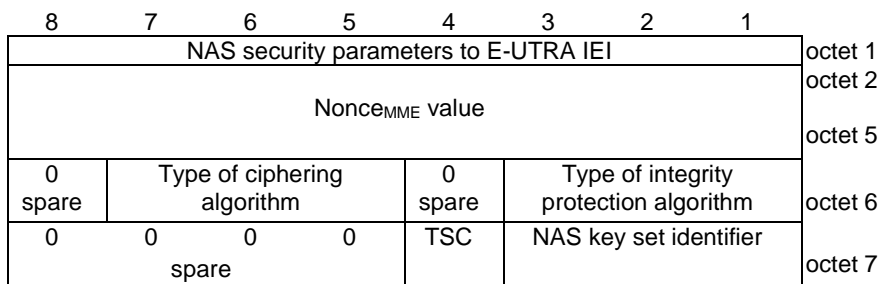 8 7 6 5 4 3 2 1
NAS security parameters to E-UTRA IEI octet 1
octet 2
NonceMME value
octet 5
0 Type of ciphering 0 Type of integrity
spare algorithm spare protection algorithm octet 6
0 0 0 0 TSC NAS key set identifier
spare octet 7